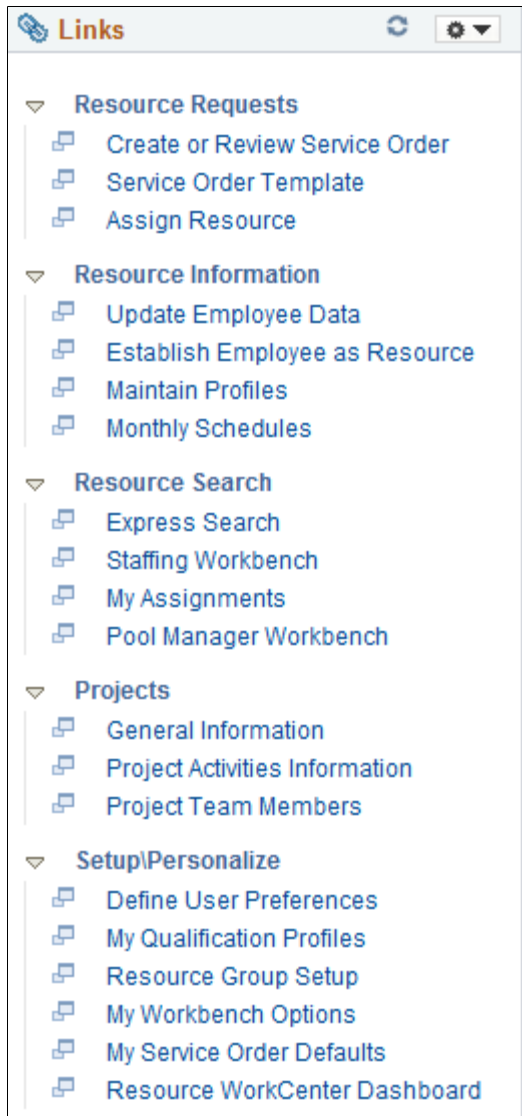 Links
Resource Requests
Create or Review Service Order
Service Order Template
Assign Resource
Resource Information
Update Employee Data
Establish Employee as Resource
Maintain Profiles
Monthly Schedules
Resource Search
Express Search
Staffing Workbench
My Assignments
Pool Manager Workbench
Projects
General Information
Project Activities Information
Project Team Members
Setup\Personalize
Define User Preferences
My Qualification Profiles
Resource Group Setup
My Workbench Options
My Service Order Defaults
Resource WorkCenter Dashboard